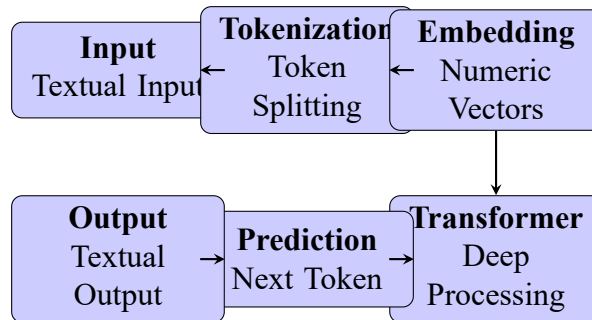 Input
Textual Input
Tokenization
Token
Splitting
Embedding
Numeric
Vectors
Output
Textual
Output
Prediction
Next Token
Transformer
Deep
Processing